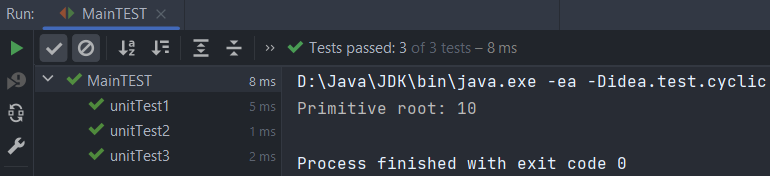 Run: MainTEST
Tests passed: 3 of 3 tests – 8 ms
MainTEST 8 ms
unitTest1 5 ms
unitTest2 1 ms
unitTest3 2 ms
D:\Java\JDK\bin\java.exe -ea -Didea.test.cyclic
Primitive root: 10
Process finished with exit code 0